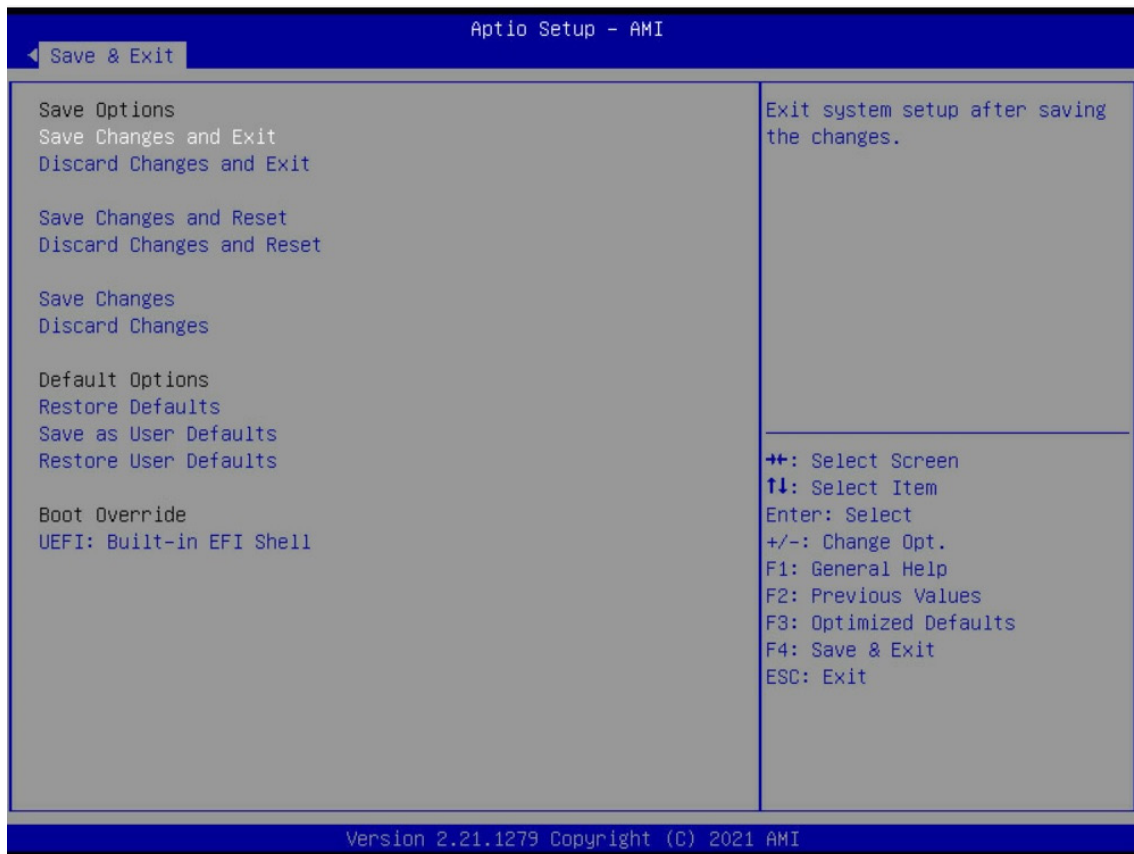 Aptio Setup – AMI
Save & Exit
Save Options
Save Changes and Exit
Discard Changes and Exit
Save Changes and Reset
Discard Changes and Reset
Save Changes
Discard Changes
Default Options
Restore Defaults
Save as User Defaults
Restore User Defaults
Boot Override
UEFI: Built-in EFI Shell
Exit system setup after saving
the changes.
→←: Select Screen
↑↓: Select Item
Enter: Select
+/-: Change Opt.
F1: General Help
F2: Previous Values
F3: Optimized Defaults
F4: Save & Exit
ESC: Exit
Version 2.21.1279 Copyright (C) 2021 AMI